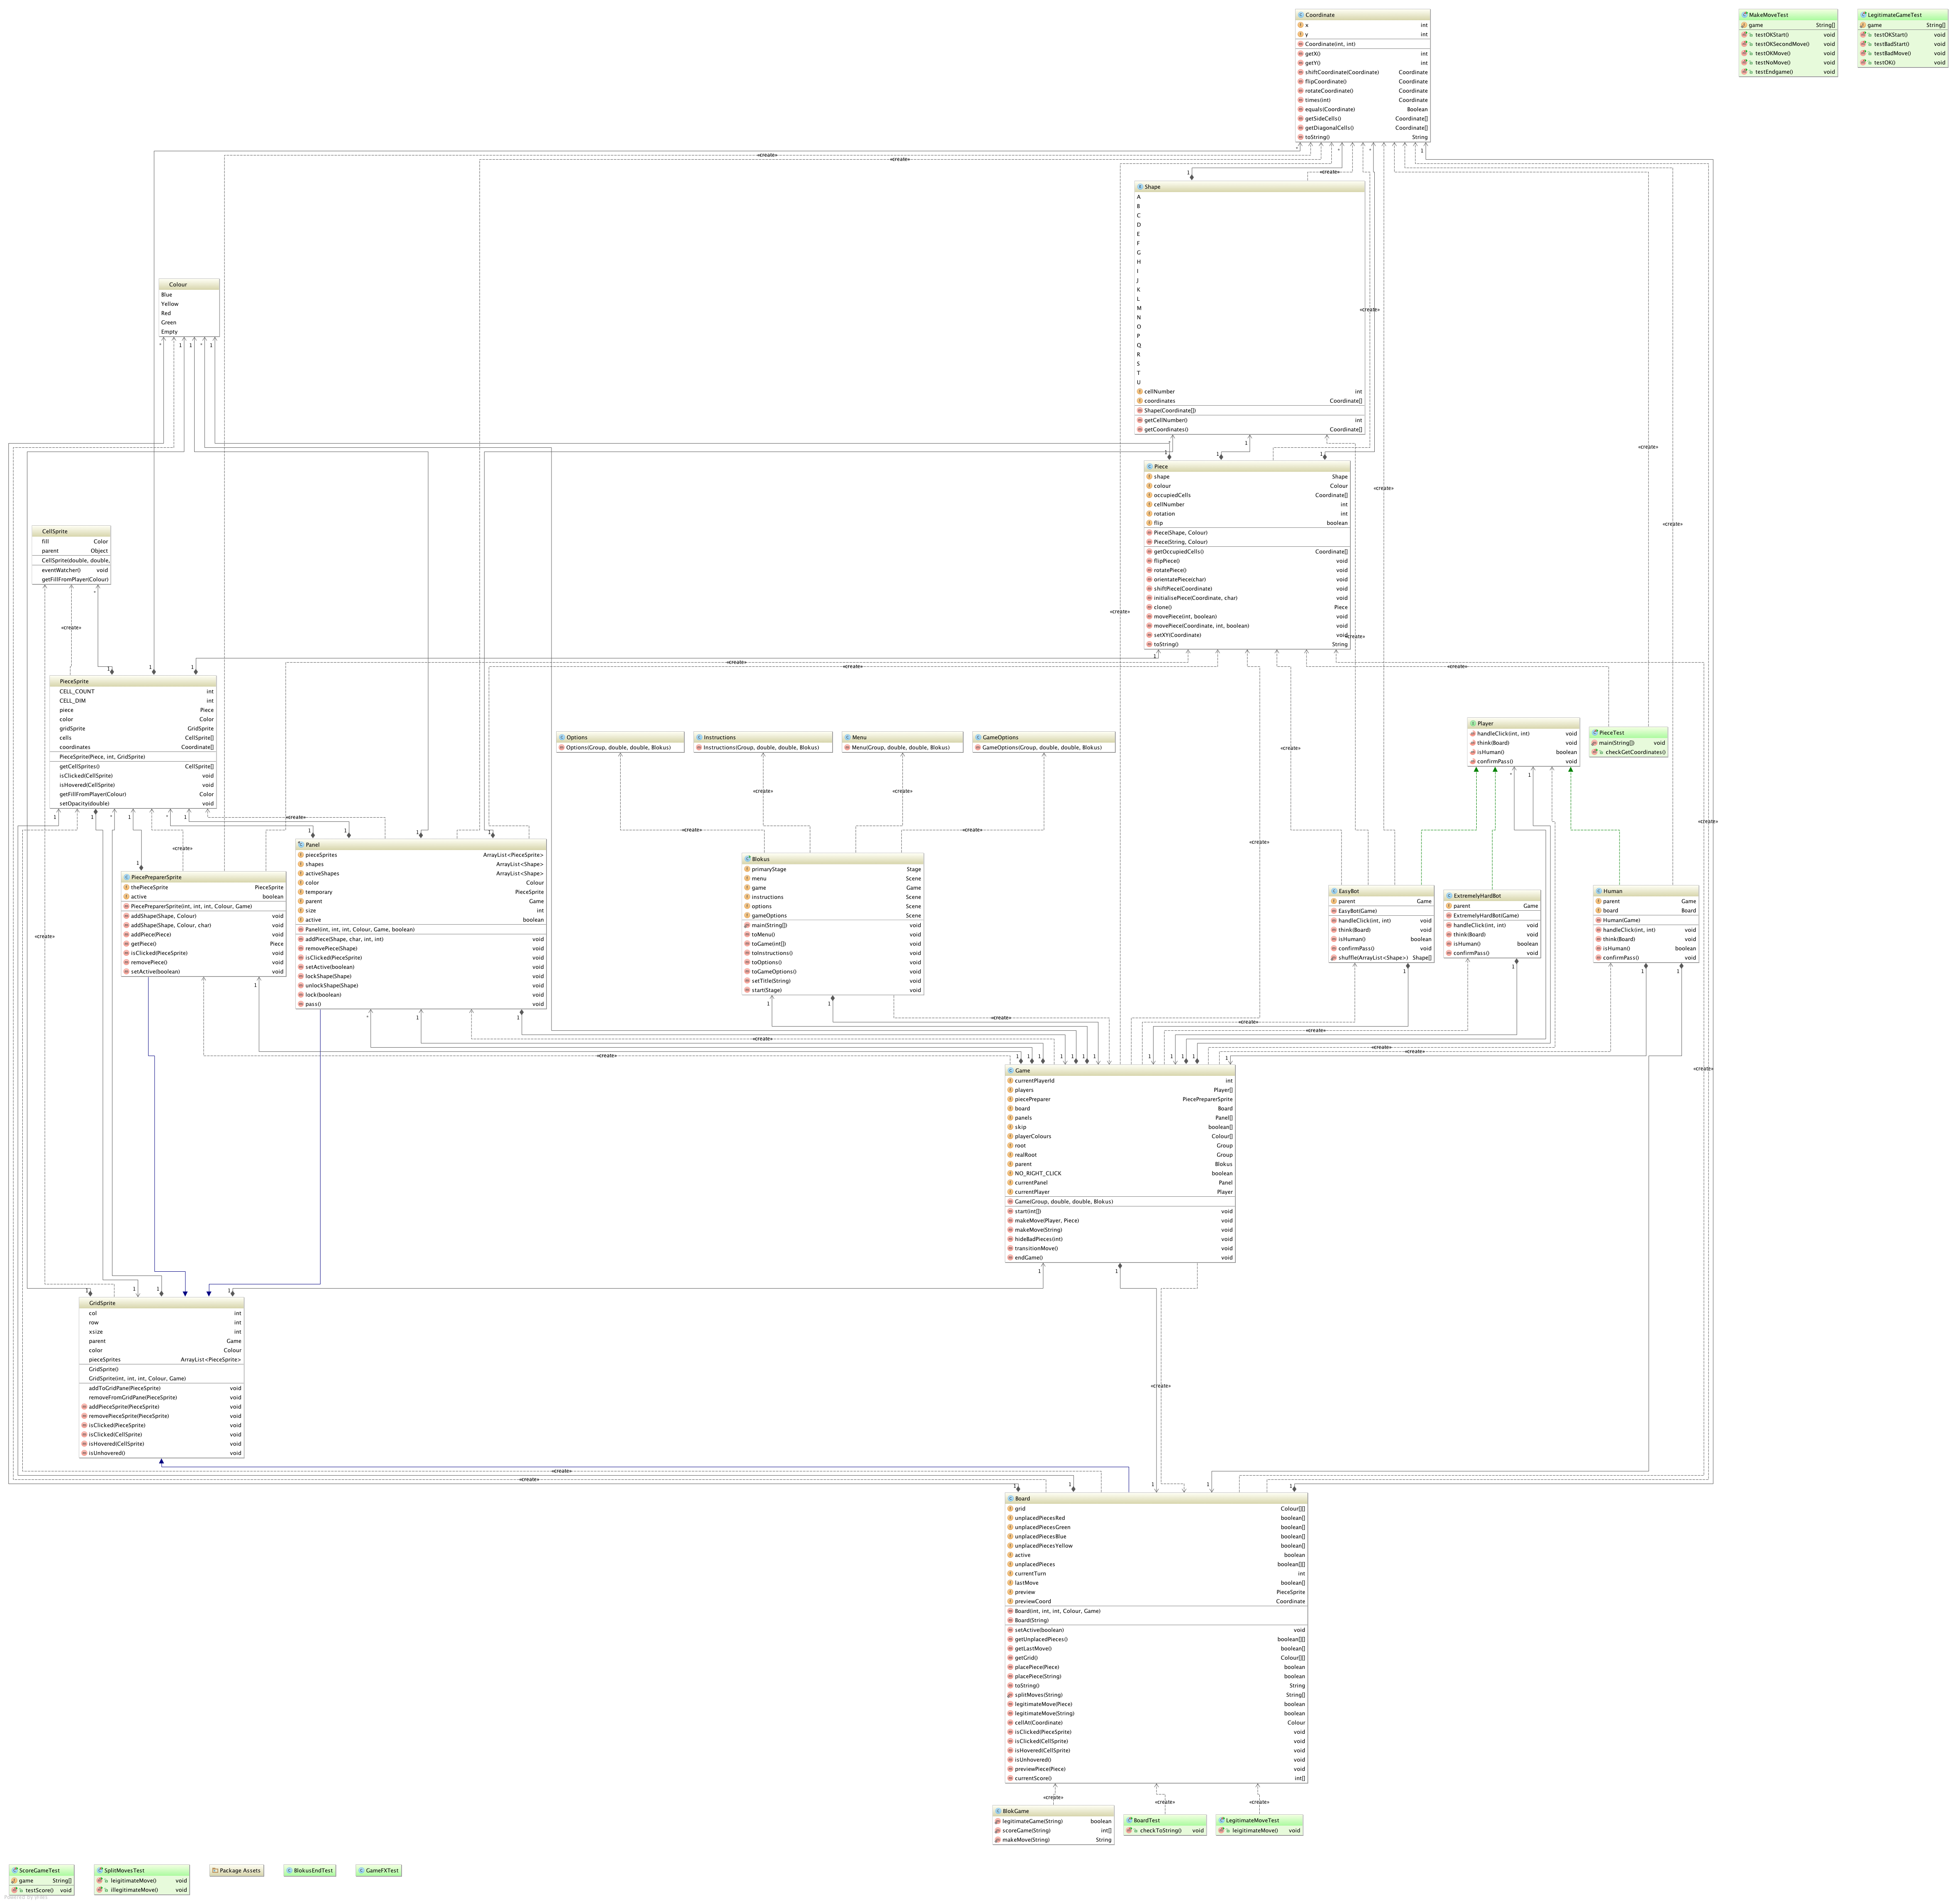 Coordinate
x int
y int
Coordinate(int, int)
getX() int
getY() int
shiftCoordinate(Coordinate) Coordinate
flipCoordinate() Coordinate
rotateCoordinate() Coordinate
times(int) Coordinate
equals(Coordinate) Boolean
getSideCells() Coordinate[]
getDiagonalCells() Coordinate[]
toString() String
MakeMoveTest
game String[]
testOKStart() void
testOKSecondMove() void
testOKMove() void
testNoMove() void
testEndgame() void
LegitimateGameTest
game String[]
testOKStart() void
testBadStart() void
testBadMove() void
testOK() void
Shape
A
B
C
D
E
F
G
H
I
J
K
L
M
N
O
P
Q
R
S
T
U
cellNumber int
coordinates Coordinate[]
Shape(Coordinate[])
getCellNumber() int
getCoordinates() Coordinate[]
Colour
Blue
Yellow
Red
Green
Empty
Piece
shape Shape
colour Colour
occupiedCells Coordinate[]
cellNumber int
rotation int
flip boolean
Piece(Shape, Colour)
Piece(String, Colour)
getOccupiedCells() Coordinate[]
flipPiece() void
rotatePiece() void
orientatePiece(char) void
shiftPiece(Coordinate) void
initialisePiece(Coordinate, char) void
clone() Piece
movePiece(int, boolean) void
movePiece(Coordinate, int, boolean) void
setXY(Coordinate) void
toString() String
CellSprite
fill Color
parent Object
CellSprite(double, double,
eventWatcher() void
getFillFromPlayer(Colour)
PieceSprite
CELL_COUNT int
CELL_DIM int
piece Piece
color Color
gridSprite GridSprite
cells CellSprite[]
coordinates Coordinate[]
PieceSprite(Piece, int, GridSprite)
getCellSprites() CellSprite[]
isClicked(CellSprite) void
isHovered(CellSprite) void
getFillFromPlayer(Colour) Color
setOpacity(double) void
Options
Options(Group, double, double, Blokus)
Instructions
Instructions(Group, double, double, Blokus)
Menu
Menu(Group, double, double, Blokus)
GameOptions
GameOptions(Group, double, double, Blokus)
Player
handleClick(int, int) void
think(Board) void
isHuman() boolean
confirmPass() void
PieceTest
main(String[]) void
checkGetCoordinates()
PiecePreparerSprite
thePieceSprite PieceSprite
active boolean
PiecePreparerSprite(int, int, int, Colour, Game)
addShape(Shape, Colour) void
addShape(Shape, Colour, char) void
addPiece(Piece) void
getPiece() Piece
isClicked(PieceSprite) void
removePiece() void
setActive(boolean) void
Panel
pieceSprites ArrayList<PieceSprite>
shapes ArrayList<Shape>
activeShapes ArrayList<Shape>
color Colour
temporary PieceSprite
parent Game
size int
active boolean
Panel(int, int, int, Colour, Game, boolean)
addPiece(Shape, char, int, int) void
removePiece(Shape) void
isClicked(PieceSprite) void
setActive(boolean) void
lockShape(Shape) void
unlockShape(Shape) void
lock(boolean) void
pass() void
Blokus
primaryStage Stage
menu Scene
game Game
instructions Scene
options Scene
gameOptions Scene
main(String[]) void
toMenu() void
toGame(int[]) void
toInstructions() void
toOptions() void
toGameOptions() void
setTitle(String) void
start(Stage) void
EasyBot
parent Game
EasyBot(Game)
handleClick(int, int) void
think(Board) void
isHuman() boolean
confirmPass() void
shuffle(ArrayList<Shape>) Shape[]
ExtremelyHardBot
parent Game
ExtremelyHardBot(Game)
handleClick(int, int) void
think(Board) void
isHuman() boolean
confirmPass() void
Human
parent Game
board Board
Human(Game)
handleClick(int, int) void
think(Board) void
isHuman() boolean
confirmPass() void
Game
currentPlayerId int
players Player[]
piecePreparer PiecePreparerSprite
board Board
panels Panel[]
skip boolean[]
playerColours Colour[]
root Group
realRoot Group
parent Blokus
NO_RIGHT_CLICK boolean
currentPanel Panel
currentPlayer Player
Game(Group, double, double, Blokus)
start(int[]) void
makeMove(Player, Piece) void
makeMove(String) void
hideBadPieces(int) void
transitionMove() void
endGame() void
GridSprite
col int
row int
xsize int
parent Game
color Colour
pieceSprites ArrayList<PieceSprite>
GridSprite()
GridSprite(int, int, int, Colour, Game)
addToGridPane(PieceSprite) void
removeFromGridPane(PieceSprite) void
addPieceSprite(PieceSprite) void
removePieceSprite(PieceSprite) void
isClicked(PieceSprite) void
isClicked(CellSprite) void
isHovered(CellSprite) void
isUnhovered() void
Board
grid Colour[][]
unplacedPiecesRed boolean[]
unplacedPiecesGreen boolean[]
unplacedPiecesBlue boolean[]
unplacedPiecesYellow boolean[]
active boolean
unplacedPieces boolean[][]
currentTurn int
lastMove boolean[]
preview PieceSprite
previewCoord Coordinate
Board(int, int, int, Colour, Game)
Board(String)
setActive(boolean) void
getUnplacedPieces() boolean[][]
getLastMove() boolean[]
getGrid() Colour[][]
placePiece(Piece) boolean
placePiece(String) boolean
toString() String
splitMoves(String) String[]
legitimateMove(Piece) boolean
legitimateMove(String) boolean
cellAt(Coordinate) Colour
isClicked(PieceSprite) void
isClicked(CellSprite) void
isHovered(CellSprite) void
isUnhovered() void
previewPiece(Piece) void
currentScore() int[]
«create»
«create»
«create»
BlokGame
legitimateGame(String) boolean
scoreGame(String) int[]
makeMove(String) String
BoardTest
checkToString() void
LegitimateMoveTest
leigitimateMove() void
ScoreGameTest
game String[]
testScore() void
SplitMovesTest
leigitimateMove() void
illegitimateMove() void
Package Assets
BlokusEndTest
GameFXTest